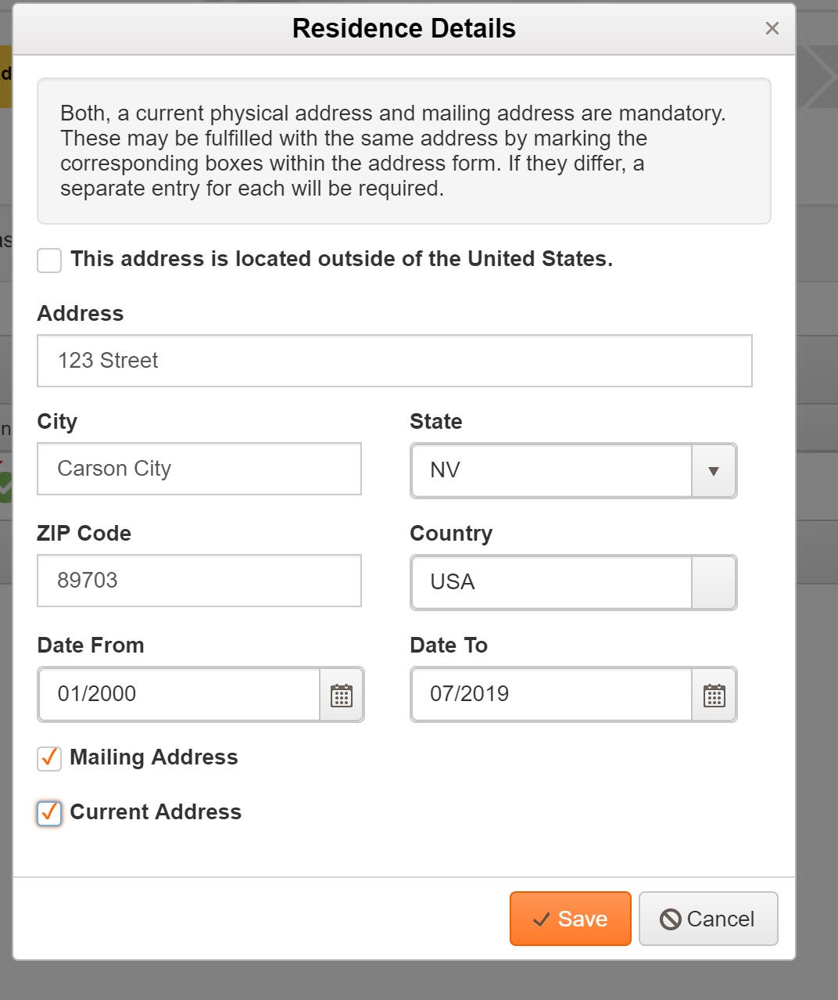 Residence Details
Both, a current physical address and mailing address are mandatory.
These may be fulfilled with the same address by marking the
corresponding boxes within the address form. If they differ, a
separate entry for each will be required.
This address is located outside of the United States.
Address
123 Street
City
State
Carson City
NV
ZIP Code
Country
89703
USA
Date From
Date To
01/2000
07/2019
Mailing Address
Current Address
Save
Cancel